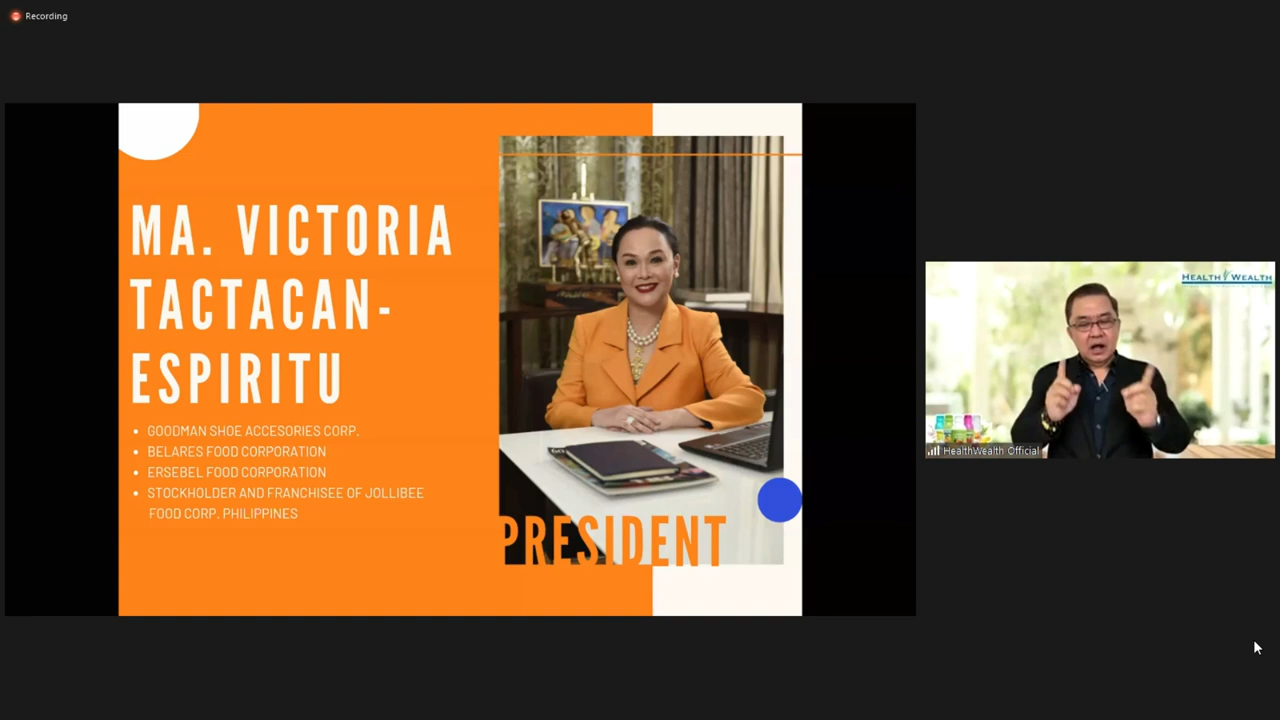 Recording
MA. VICTORIA
TACTACAN-
ESPIRITU
GOODMAN SHOE ACCESORIES CORP.
BELARES FOOD CORPORATION
ERSEBEL FOOD CORPORATION
STOCKHOLDER AND FRANCHISEE OF JOLLIBEE
FOOD CORP. PHILIPPINES
PRESIDENT
HEALTH WEALTH
HealthWealth Official